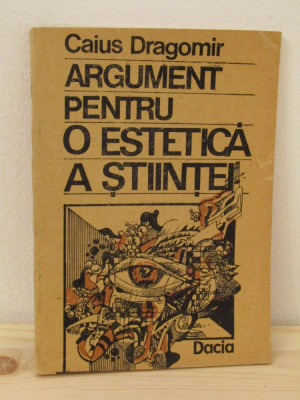 Caius Dragomir
ARGUMENT
PENTRU
O ESTETICĂ
A ȘTIINȚEI
Dacia